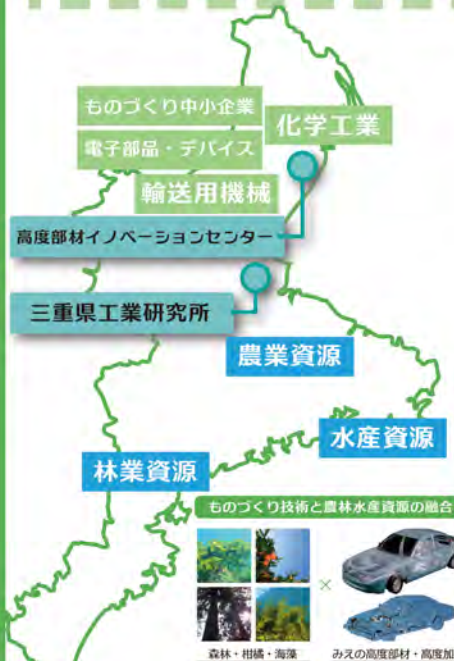 ものづくり中小企業
化学工業
電子部品・デバイス
輸送用機械
高度部材イノベーションセンター
三重県工業研究所
農業資源
水産資源
林業資源
ものづくり技術と農林水産資源の融合
×
森林・柑橘・海藻
みえの高度部材・高度加